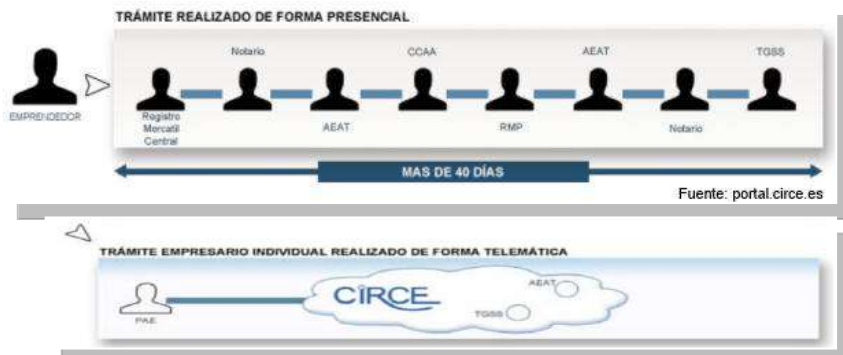 TRÁMITE REALIZADO DE FORMA PRESENCIAL
Notario
CCAA
AEAT
TGSS
EMPRENDEDOR
Registro
Mercatil
Central
AEAT
RMP
Notario
MAS DE 40 DÍAS
Fuente: portal.circe.es
TRÁMITE EMPRESARIO INDIVIDUAL REALIZADO DE FORMA TELEMÁTICA
CIRCE
AEAT
TGSS
PAE